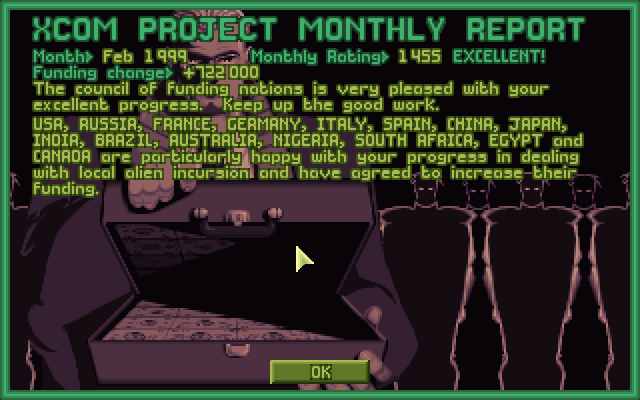 XCOM PROJECT MONTHLY REPORT
Month> Feb 1999 Monthly Rating> 1455 EXCELLENT!
Funding change> +722 000
The council of funding nations is very pleased with your
excellent progress. Keep up the good work.
USA, RUSSIA, FRANCE, GERMANY, ITALY, SPAIN, CHINA, JAPAN,
INDIA, BRAZIL, AUSTRALIA, NIGERIA, SOUTH AFRICA, EGYPT and
CANADA are particularly happy with your progress in dealing
with local alien incursion and have agreed to increase their
funding.
OK